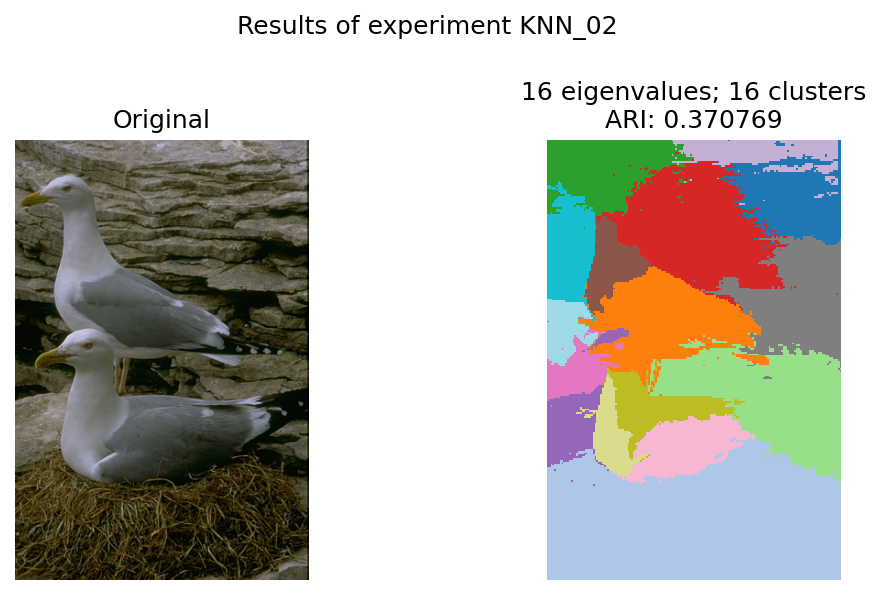 Results of experiment KNN_02
Original
16 eigenvalues; 16 clusters
ARI: 0.370769